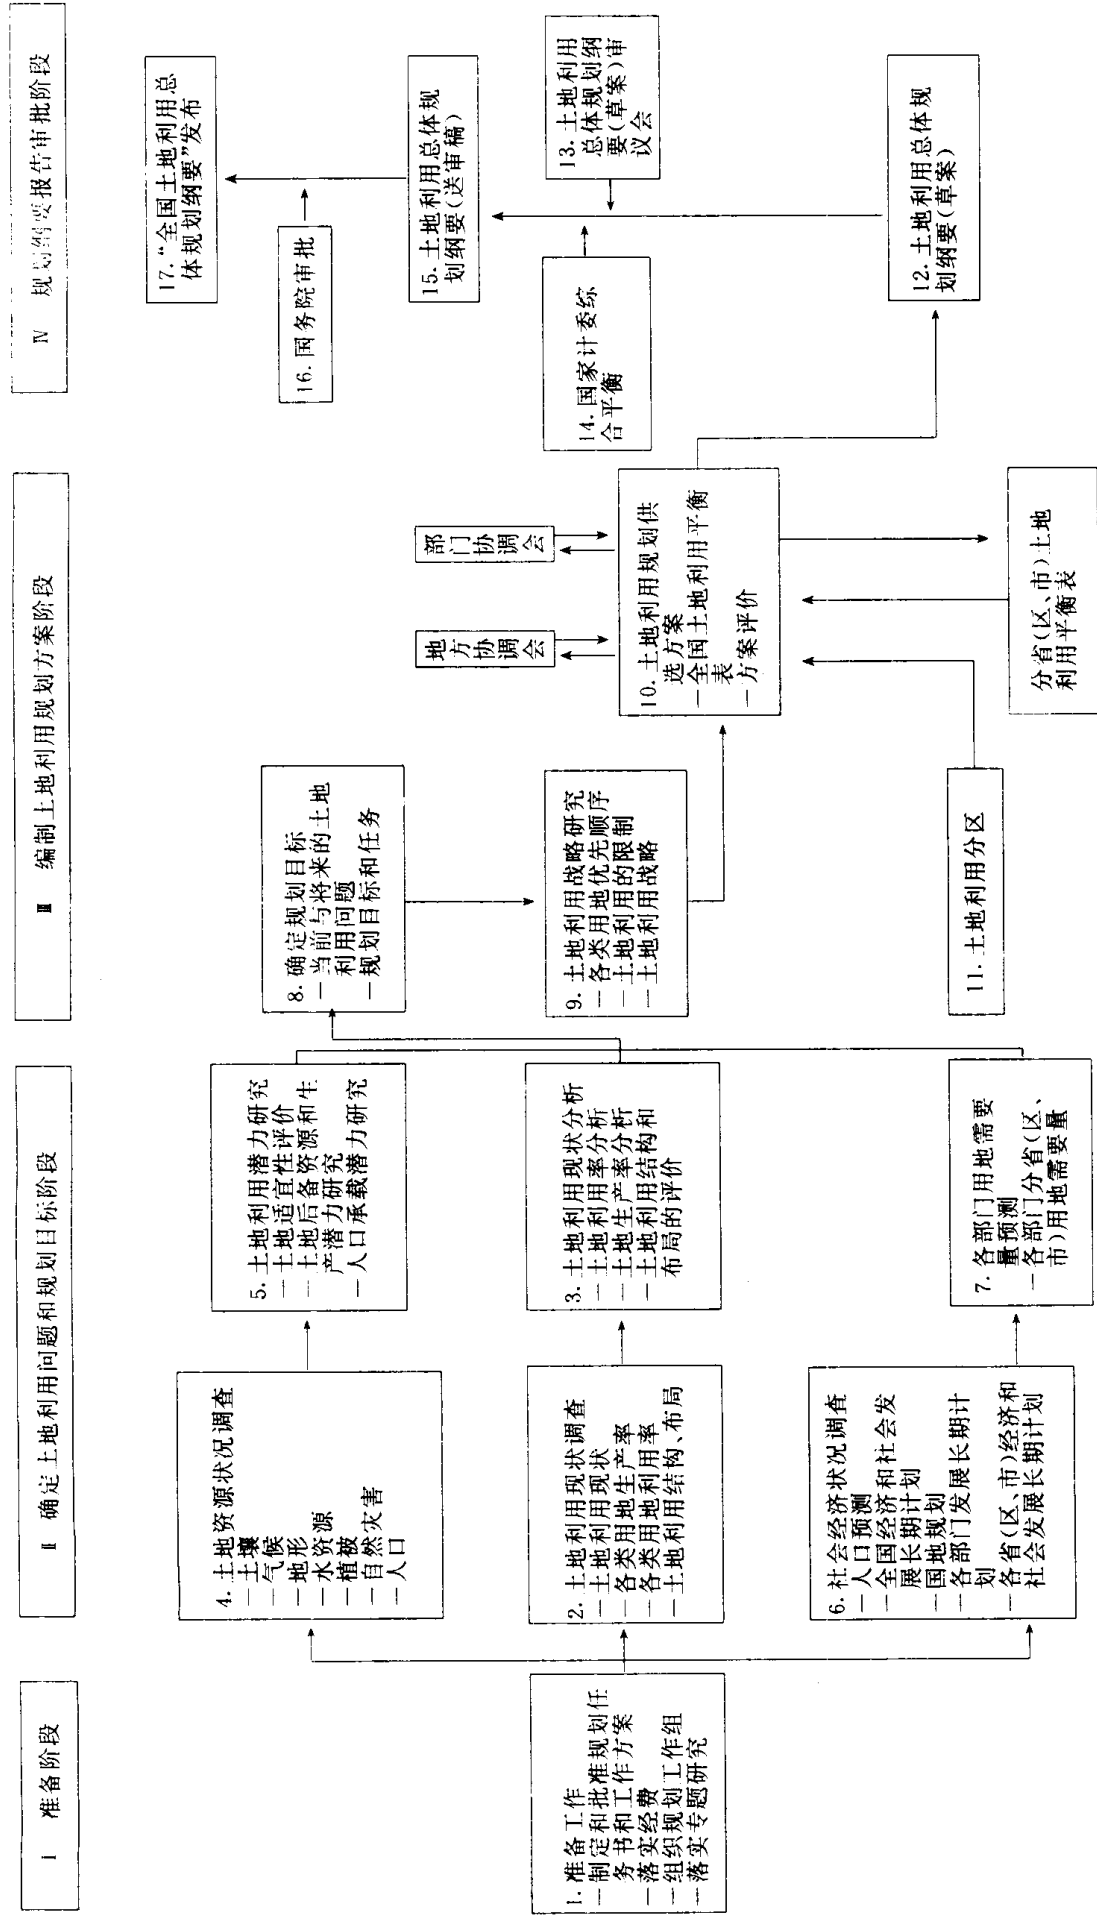 Ⅰ 准备阶段
Ⅱ 确定土地利用问题和规划目标阶段
Ⅲ 编制土地利用规划方案阶段
Ⅳ 规划纲要报告审批阶段
1. 准备工作
—制定和批准规划任
务书和工作方案
—落实经费
—组织规划工作组
—落实专题研究
4. 土地资源状况调查
—土壤
—气候
—地形
—水资源
—植被
—自然灾害
—人口
2. 土地利用现状调查
—土地利用现状
—各类用地生产率
—各类用地利用率
—土地利用结构、布局
6. 社会经济状况调查
—人口预测
—全国经济和社会发
展长期计划
—国地规划
—各部门发展长期计
划
—各省(区、市)经济和
社会发展长期计划
5. 土地利用潜力研究
—土地适宜性评价
—土地后备资源和生
产潜力研究
—人口承载潜力研究
3. 土地利用现状分析
—土地利用率分析
—土地生产率分析
—土地利用结构和
布局的评价
7. 各部门用地需要
量预测
—各部门分省(区、
市)用地需要量
8. 确定规划目标
—当前与将来的土地
利用问题
—规划目标和任务
9. 土地利用战略研究
—各类用地优先顺序
—土地利用的限制
—土地利用战略
11. 土地利用分区
地方
协调会
部门
协调会
10. 土地利用规划供
选方案
—全国土地利用平衡
表
—方案评价
分省(区、市)土地
利用平衡表
12. 土地利用总体规
划纲要(草案)
13. 土地利用
总体规划纲
要(草案)审
议会
14. 国家计委综
合平衡
15. 土地利用总体规
划纲要(送审稿)
16. 国务院审批
17. “全国土地利用总
体规划纲要”发布